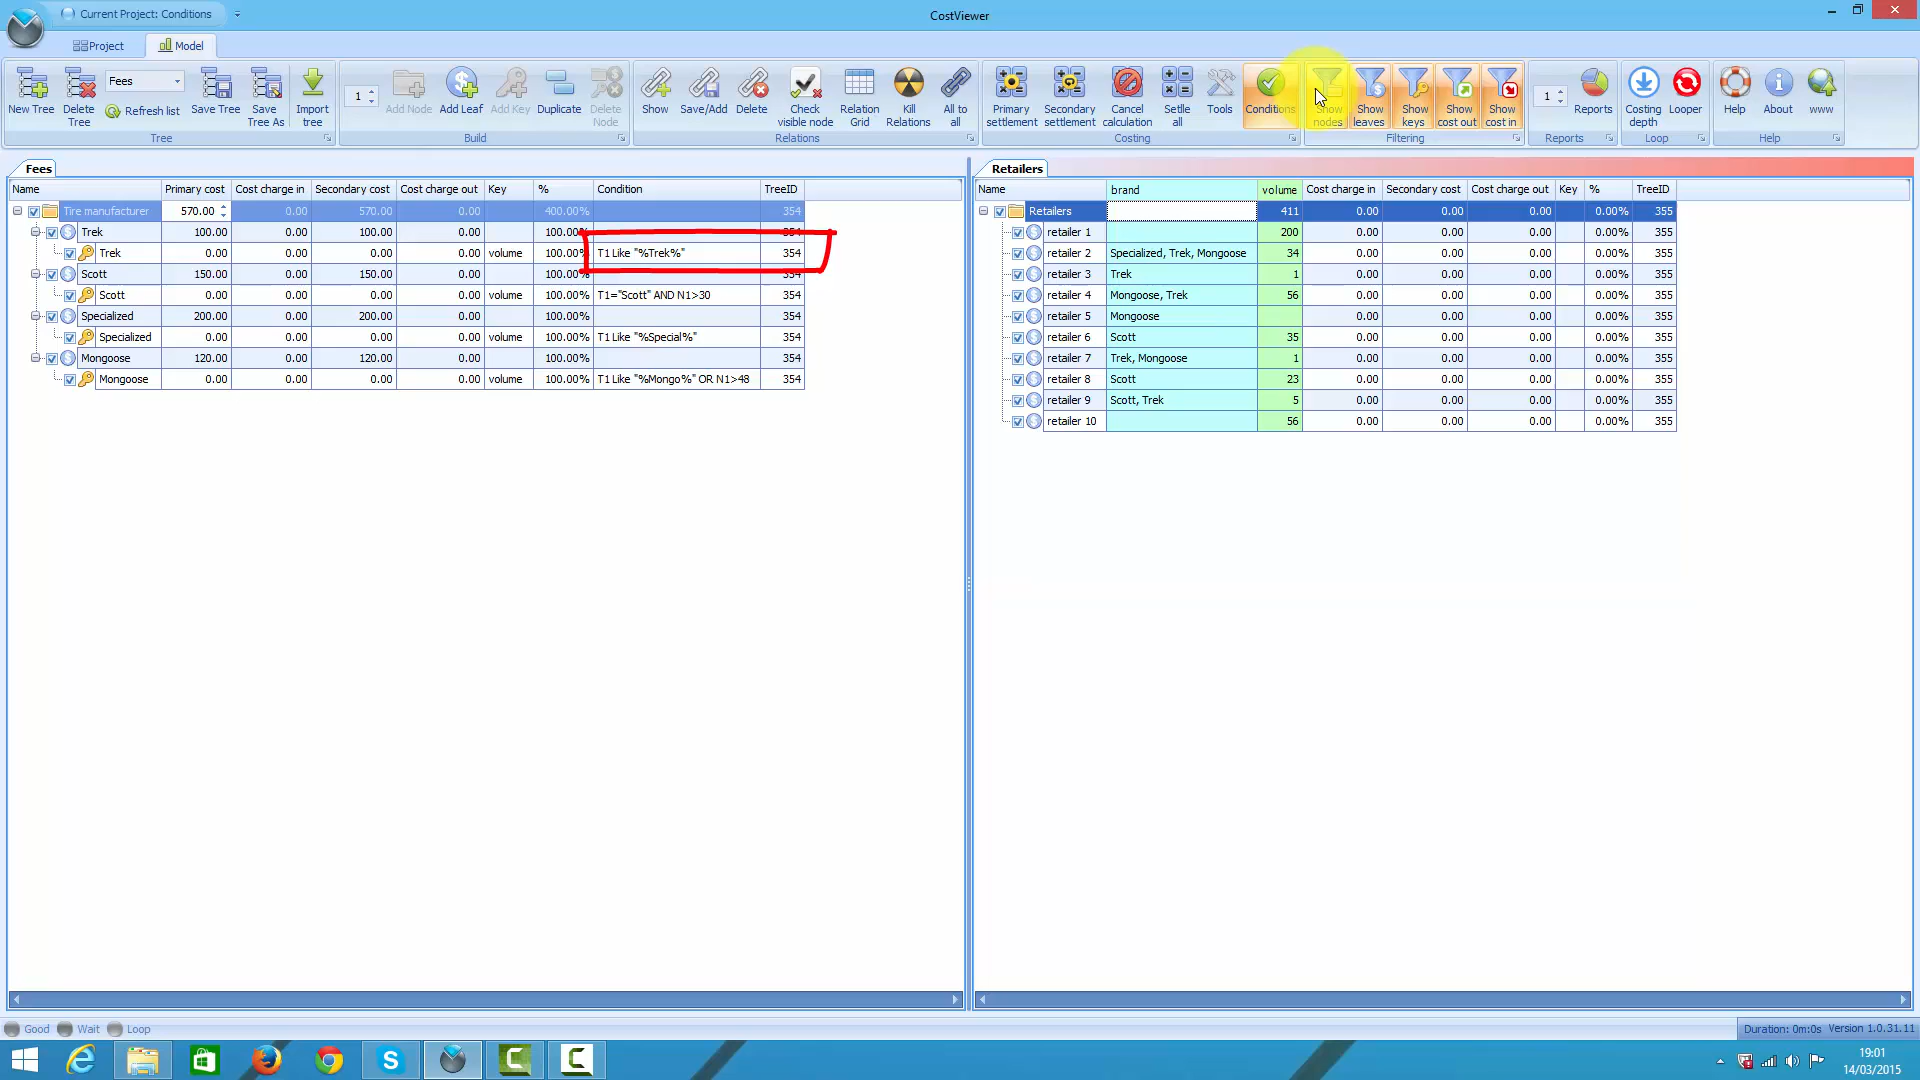 Current Project: Conditions
CostViewer
Project Model
New Tree Delete Tree Fees Refresh list Save Tree Save Tree As Import tree
Tree
1 Add Node Add Leaf Add Key Duplicate Delete Node
Build
Show Save/Add Delete Check visible node Relation Grid Kill Relations All to all
Relations
Primary settlement Secondary settlement Cancel calculation Setlle all Tools Conditions
Costing
Show nodes Show leaves Show keys Show cost out Show cost in
Filtering
1 Reports
Reports
Costing depth Looper
Loop
Help About www
Help
Fees
Name Primary cost Cost charge in Secondary cost Cost charge out Key % Condition TreeID
Tire manufacturer 570.00 0.00 570.00 0.00 400.00% 354
Trek 100.00 0.00 100.00 0.00 100.00% 354
Trek 0.00 0.00 0.00 0.00 volume 100.00% T1 Like "%Trek%" 354
Scott 150.00 0.00 150.00 0.00 100.00% 354
Scott 0.00 0.00 0.00 0.00 volume 100.00% T1="Scott" AND N1>30 354
Specialized 200.00 0.00 200.00 0.00 100.00% 354
Specialized 0.00 0.00 0.00 0.00 volume 100.00% T1 Like "%Special%" 354
Mongoose 120.00 0.00 120.00 0.00 100.00% 354
Mongoose 0.00 0.00 0.00 0.00 volume 100.00% T1 Like "%Mongo%" OR N1>48 354
Retailers
Name brand volume Cost charge in Secondary cost Cost charge out Key % TreeID
Retailers 411 0.00 0.00 0.00 0.00% 355
retailer 1 200 0.00 0.00 0.00 0.00% 355
retailer 2 Specialized, Trek, Mongoose 34 0.00 0.00 0.00 0.00% 355
retailer 3 Trek 1 0.00 0.00 0.00 0.00% 355
retailer 4 Mongoose, Trek 56 0.00 0.00 0.00 0.00% 355
retailer 5 Mongoose 0.00 0.00 0.00 0.00% 355
retailer 6 Scott 35 0.00 0.00 0.00 0.00% 355
retailer 7 Trek, Mongoose 1 0.00 0.00 0.00 0.00% 355
retailer 8 Scott 23 0.00 0.00 0.00 0.00% 355
retailer 9 Scott, Trek 5 0.00 0.00 0.00 0.00% 355
retailer 10 56 0.00 0.00 0.00 0.00% 355
Good Wait Loop
Duration: 0m:0s Version 1.0.31.11
19:01
14/03/2015